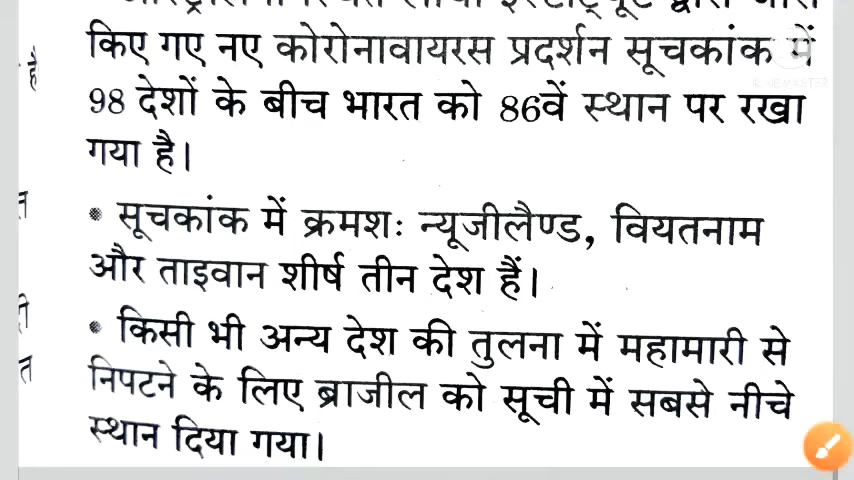 किए गए नए कोरोनावायरस प्रदर्शन सूचकांक में
98 देशों के बीच भारत को 86वें स्थान पर रखा
गया है।
• सूचकांक में क्रमशः न्यूजीलैण्ड, वियतनाम
और ताइवान शीर्ष तीन देश हैं।
• किसी भी अन्य देश की तुलना में महामारी से
निपटने के लिए ब्राजील को सूची में सबसे नीचे
स्थान दिया गया।
है